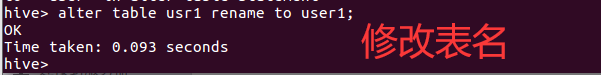 hive> alter table usr1 rename to user1;
OK
Time taken: 0.093 seconds
hive>
修改表名